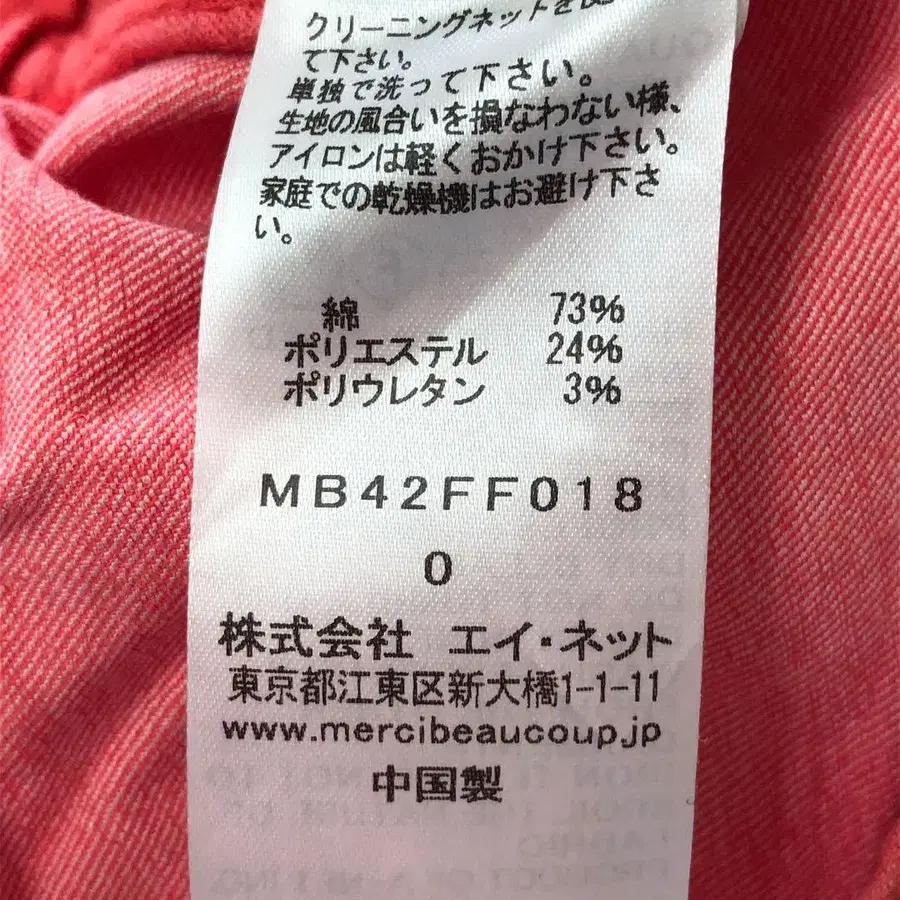 クリーニングネットを
て下さい。
単独で洗って下さい。
生地の風合いを損なわない様、
アイロンは軽くおかけ下さい。
家庭での乾燥機はお避け下さ
い。
綿 73%
ポリエステル 24%
ポリウレタン 3%
MB42FF018
0
株式会社 エイ・ネット
東京都江東区新大橋1-1-11
www.mercibeaucoup.jp
中国製